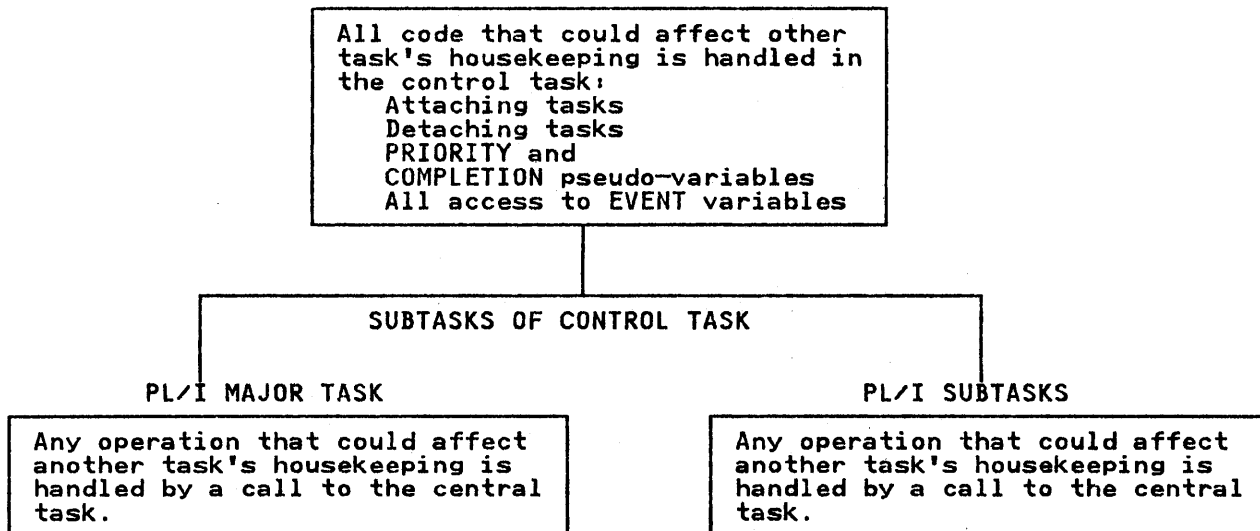 All code that could affect other
task's housekeeping is handled in
the control task:
Attaching tasks
Detaching tasks
PRIORITY and
COMPLETION pseudo-variables
All access to EVENT variables
SUBTASKS OF CONTROL TASK
PL/I MAJOR TASK
Any operation that could affect
another task's housekeeping is
handled by a call to the central
task.
PL/I SUBTASKS
Any operation that could affect
another task's housekeeping is
handled by a call to the central
task.